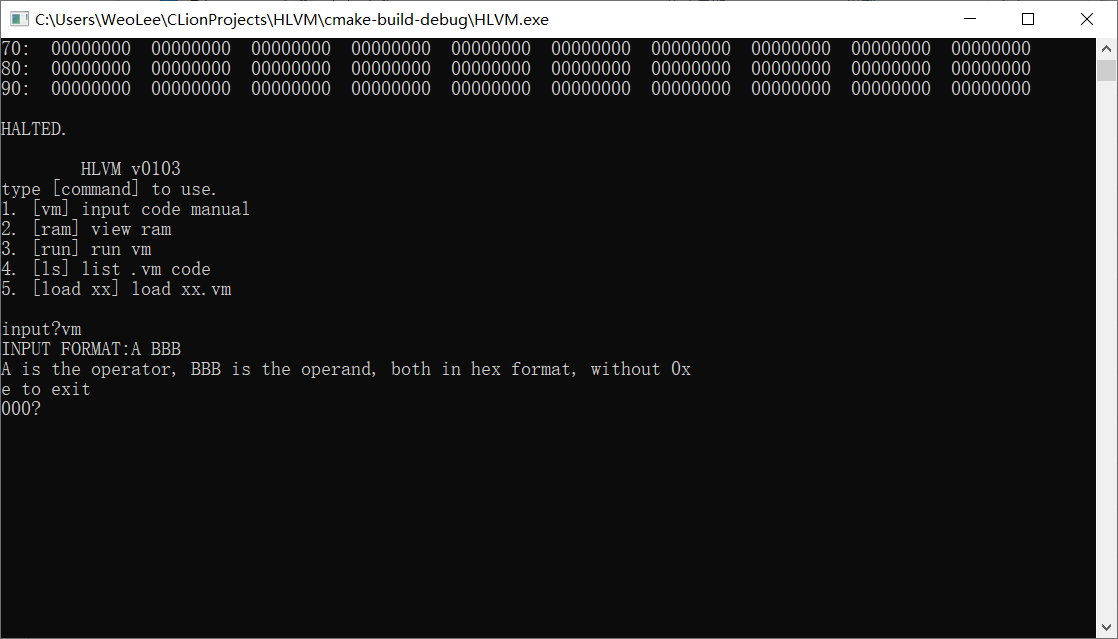 C:\Users\WeoLee\CLionProjects\HLVM\cmake-build-debug\HLVM.exe
70:  00000000  00000000  00000000  00000000  00000000  00000000  00000000  00000000  00000000  00000000
80:  00000000  00000000  00000000  00000000  00000000  00000000  00000000  00000000  00000000  00000000
90:  00000000  00000000  00000000  00000000  00000000  00000000  00000000  00000000  00000000  00000000
HALTED.
HLVM v0103
type [command] to use.
1. [vm] input code manual
2. [ram] view ram
3. [run] run vm
4. [ls] list .vm code
5. [load xx] load xx.vm
input?vm
INPUT FORMAT:A BBB
A is the operator, BBB is the operand, both in hex format, without 0x
e to exit
000?